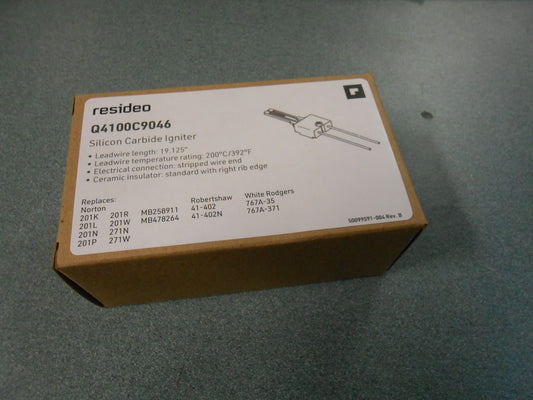 resideo
Q4100C9046
Silicon Carbide Igniter
• Leadwire length: 19.125"
• Leadwire temperature rating: 200°C/392°F
• Electrical connection: stripped wire end
• Ceramic insulator: standard with right rib edge
Replaces:
Norton Robertshaw White Rodgers
201K 201R MB258911 41-402 767A-35
201L 201W MB478264 41-402N 767A-371
201N 271N
201P 271W
50099591-004 Rev. B